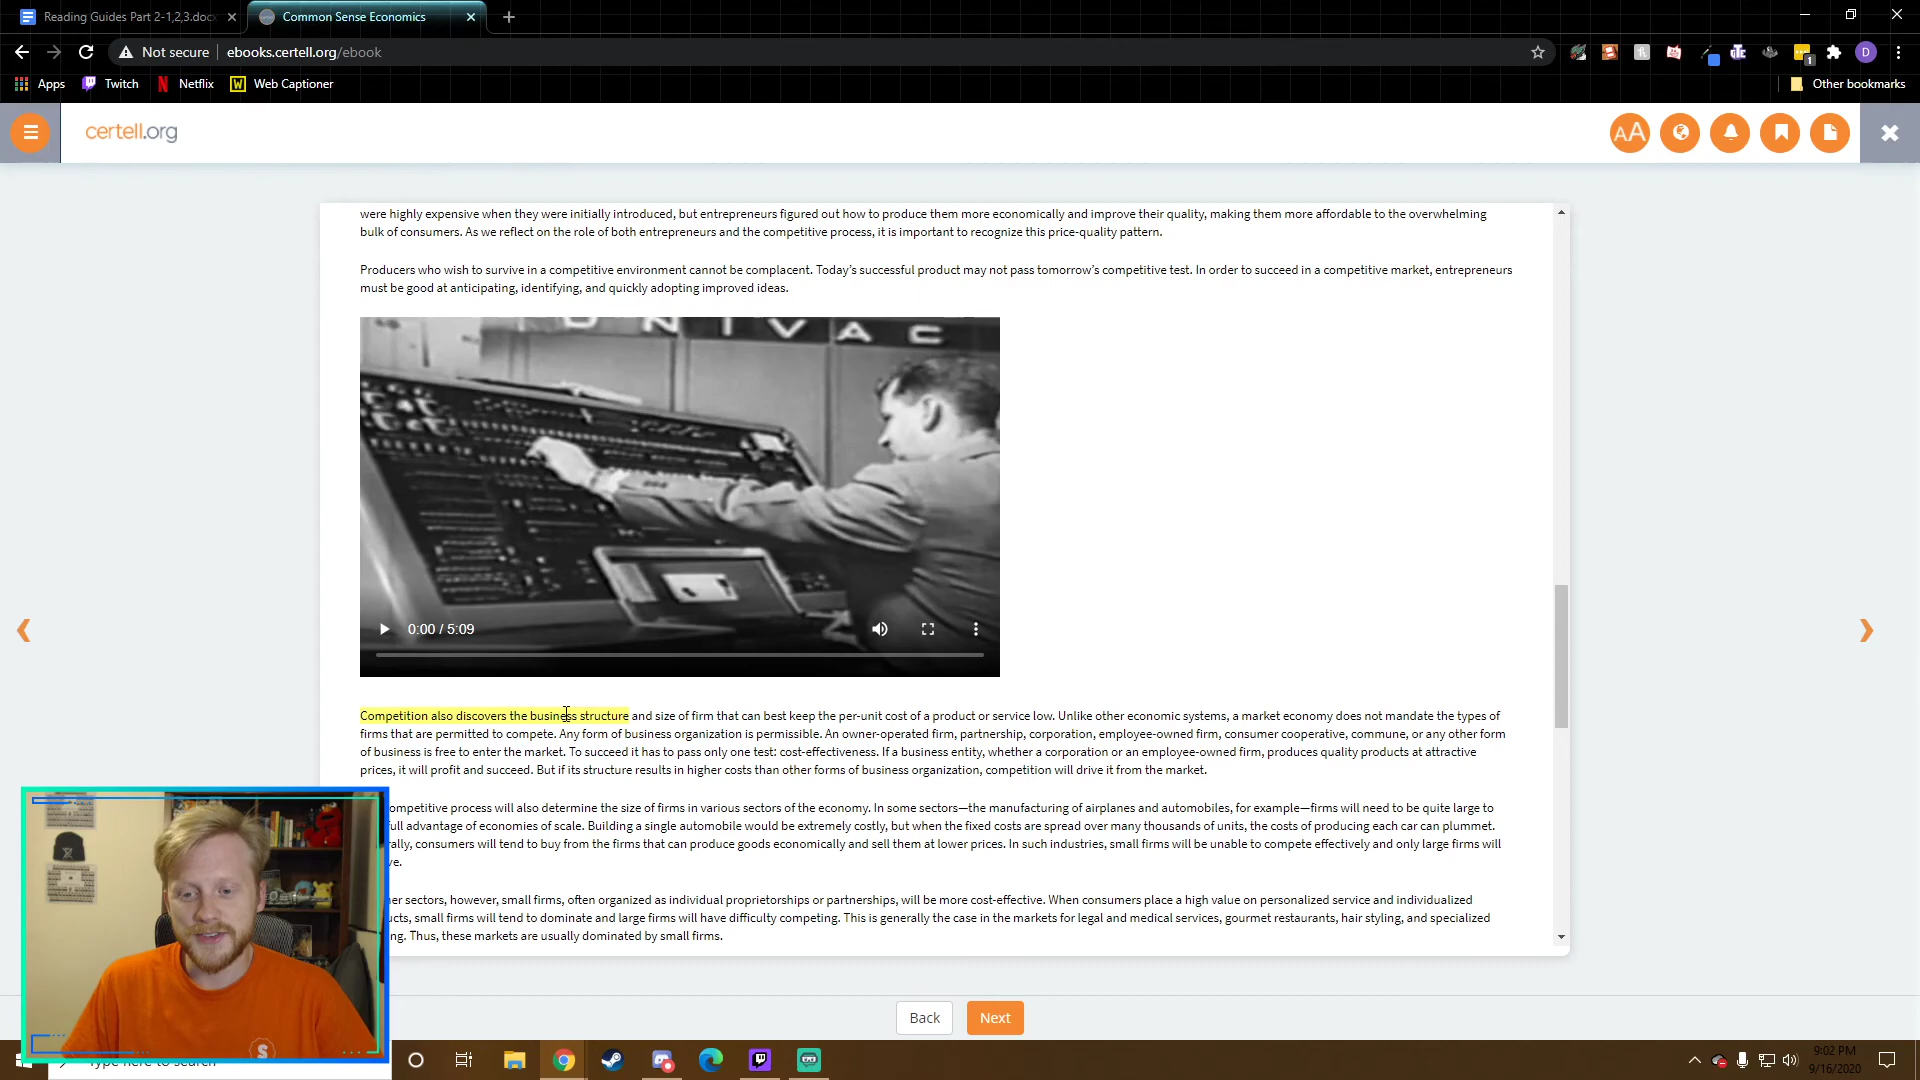 Reading Guides Part 2-1,2,3.docx
Common Sense Economics
Not secure
ebooks.certell.org/ebook
Apps
Twitch
Netflix
Web Captioner
Other bookmarks
certell.org
AA
were highly expensive when they were initially introduced, but entrepreneurs figured out how to produce them more economically and improve their quality, making them more affordable to the overwhelming
bulk of consumers. As we reflect on the role of both entrepreneurs and the competitive process, it is important to recognize this price-quality pattern.
Producers who wish to survive in a competitive environment cannot be complacent. Today's successful product may not pass tomorrow's competitive test. In order to succeed in a competitive market, entrepreneurs
must be good at anticipating, identifying, and quickly adopting improved ideas.
UNIVAC
0:00 / 5:09
Competition also discovers the business structure and size of firm that can best keep the per-unit cost of a product or service low. Unlike other economic systems, a market economy does not mandate the types of
firms that are permitted to compete. Any form of business organization is permissible. An owner-operated firm, partnership, corporation, employee-owned firm, consumer cooperative, commune, or any other form
of business is free to enter the market. To succeed it has to pass only one test: cost-effectiveness. If a business entity, whether a corporation or an employee-owned firm, produces quality products at attractive
prices, it will profit and succeed. But if its structure results in higher costs than other forms of business organization, competition will drive it from the market.
competitive process will also determine the size of firms in various sectors of the economy. In some sectors—the manufacturing of airplanes and automobiles, for example—firms will need to be quite large to
full advantage of economies of scale. Building a single automobile would be extremely costly, but when the fixed costs are spread over many thousands of units, the costs of producing each car can plummet.
consumers will tend to buy from the firms that can produce goods economically and sell them at lower prices. In such industries, small firms will be unable to compete effectively and only large firms will
sectors, however, small firms, often organized as individual proprietorships or partnerships, will be more cost-effective. When consumers place a high value on personalized service and individualized
small firms will tend to dominate and large firms will have difficulty competing. This is generally the case in the markets for legal and medical services, gourmet restaurants, hair styling, and specialized
Thus, these markets are usually dominated by small firms.
Back
Next
Type here to search
9:02 PM
9/16/2020